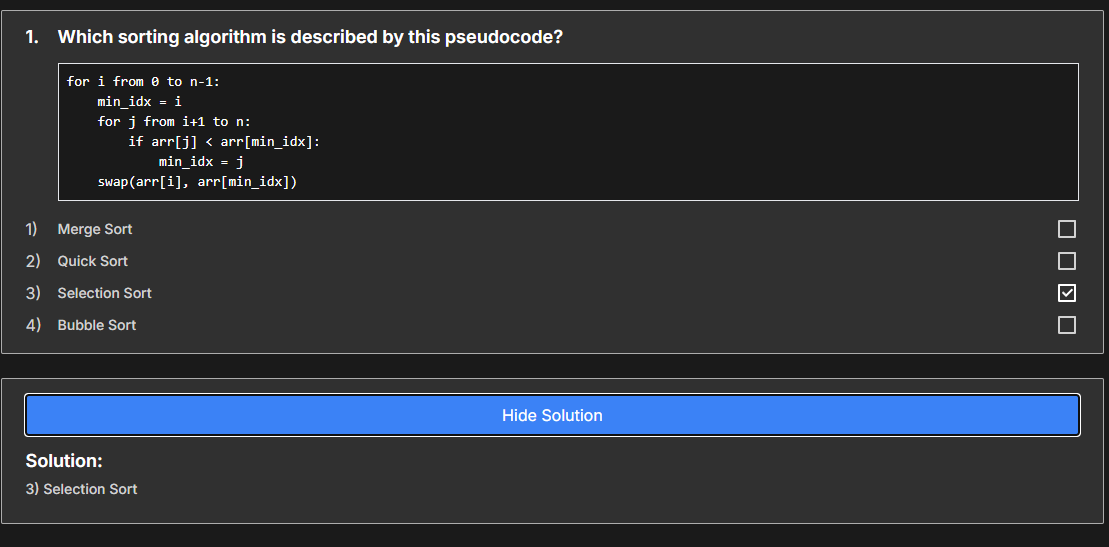 1. Which sorting algorithm is described by this pseudocode?
for i from 0 to n-1:
    min_idx = i
    for j from i+1 to n:
        if arr[j] < arr[min_idx]:
            min_idx = j
    swap(arr[i], arr[min_idx])
1) Merge Sort
2) Quick Sort
3) Selection Sort
4) Bubble Sort
Hide Solution
Solution:
3) Selection Sort